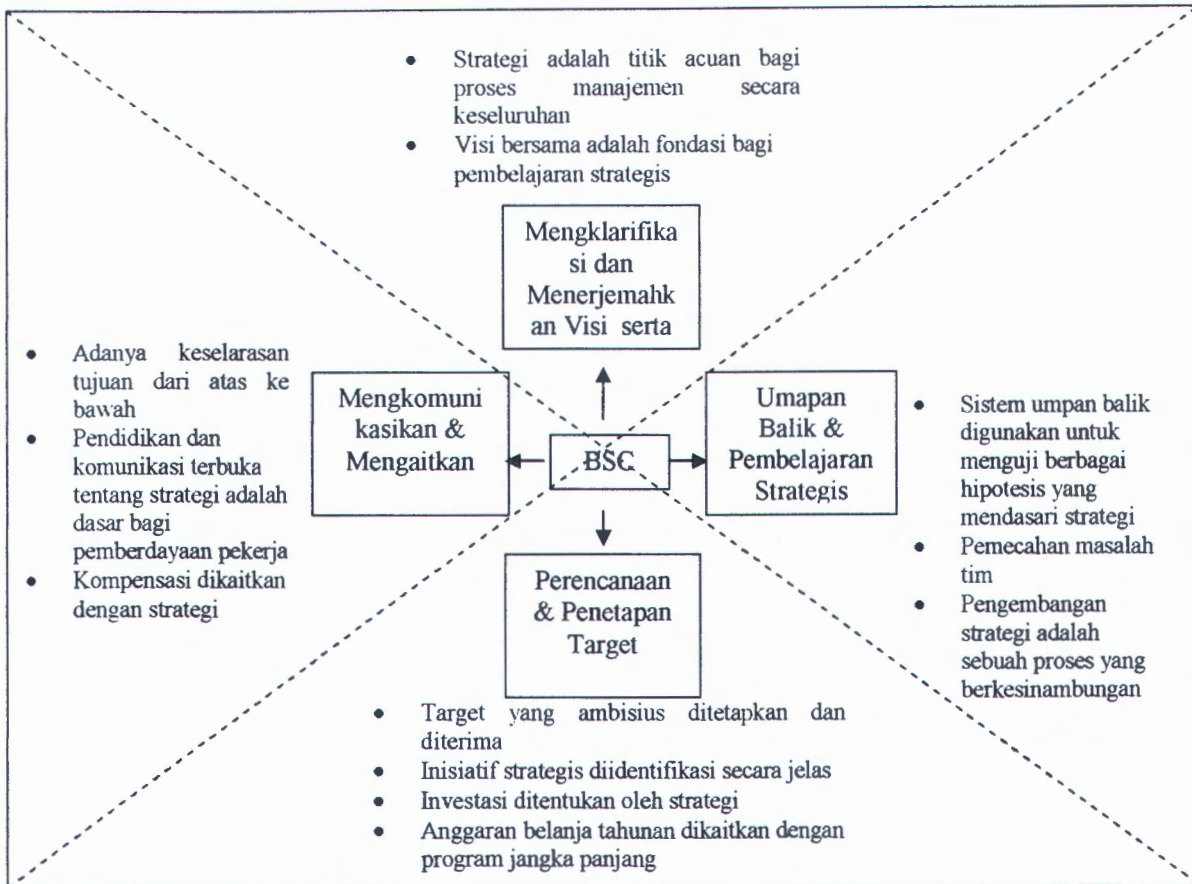 • Strategi adalah titik acuan bagi
proses manajemen secara
keseluruhan
• Visi bersama adalah fondasi bagi
pembelajaran strategis
Mengklarifika
si dan
Menerjemahk
an Visi serta
• Adanya keselarasan
tujuan dari atas ke
bawah
• Pendidikan dan
komunikasi terbuka
tentang strategi adalah
dasar bagi
pemberdayaan pekerja
• Kompensasi dikaitkan
dengan strategi
Mengkomuni
kasikan &
Mengaitkan
BSC
Umapan
Balik &
Pembelajaran
Strategis
• Sistem umpan balik
digunakan untuk
menguji berbagai
hipotesis yang
mendasari strategi
• Pemecahan masalah
tim
• Pengembangan
strategi adalah
sebuah proses yang
berkesinambungan
Perencanaan
& Penetapan
Target
• Target yang ambisius ditetapkan dan
diterima
• Inisiatif strategis diidentifikasi secara jelas
• Investasi ditentukan oleh strategi
• Anggaran belanja tahunan dikaitkan dengan
program jangka panjang